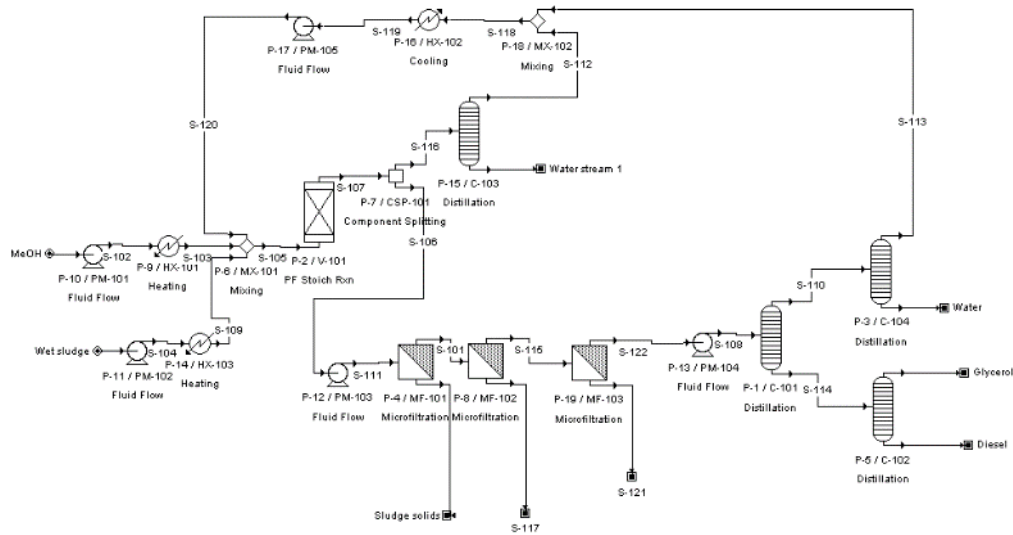 S-119
S-118
P-16 / HX-102
P-18 / MX-102
P-17 / PM-105
Cooling
Mixing
Fluid Flow
S-112
S-120
S-113
S-116
Water stream 1
P-15 / C-103
Distillation
S-107
P-7 / CSP-101
Component Splitting
S-106
MeOH
S-102
S-103
S-105
P-10 / PM-101
P-9 / HX-101
P-6 / MX-101
P-2 / V-101
Fluid Flow
Heating
Mixing
PF Stoich Rxn
S-110
Water
P-3 / C-104
Distillation
S-109
Wet sludge
S-104
P-11 / PM-102
P-14 / HX-103
Fluid Flow
Heating
S-101
S-115
S-122
S-108
S-111
P-13 / PM-104
P-1 / C-101
Fluid Flow
Distillation
S-114
Glycerol
P-12 / PM-103
P-4 / MF-101
P-8 / MF-102
P-19 / MF-103
Fluid Flow
Microfiltration
Microfiltration
Microfiltration
Diesel
P-5 / C-102
Distillation
S-121
Sludge solids
S-117